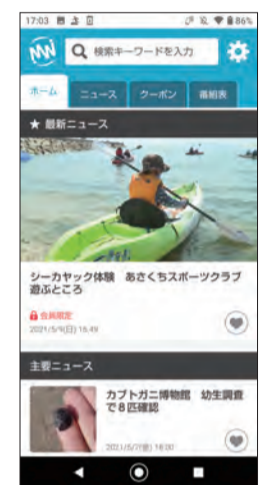 17:03
86%
検索キーワードを入力
ホーム
ニュース
クーポン
番組表
★ 最新ニュース
シーカヤック体験 あさくちスポーツクラブ
遊ぶところ
会員限定
2021/5/9(日) 16:49
主要ニュース
カブトガニ博物館 幼生調査
で8匹確認
2021/5/7(金) 18:00